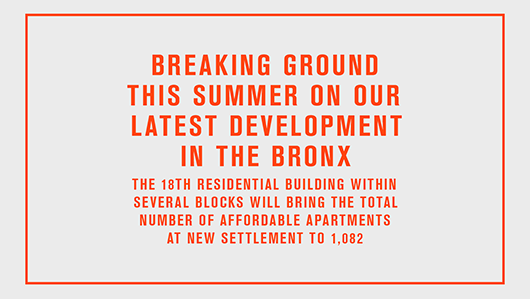 BREAKING GROUND
THIS SUMMER ON OUR
LATEST DEVELOPMENT
IN THE BRONX
THE 18TH RESIDENTIAL BUILDING WITHIN
SEVERAL BLOCKS WILL BRING THE TOTAL
NUMBER OF AFFORDABLE APARTMENTS
AT NEW SETTLEMENT TO 1,082